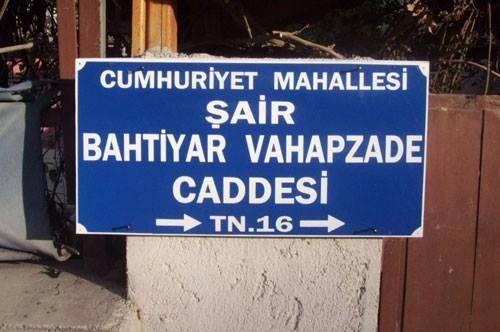 CUMHURİYET MAHALLESİ
ŞAİR
BAHTİYAR VAHAPZADE
CADDESİ
→ TN.16 →